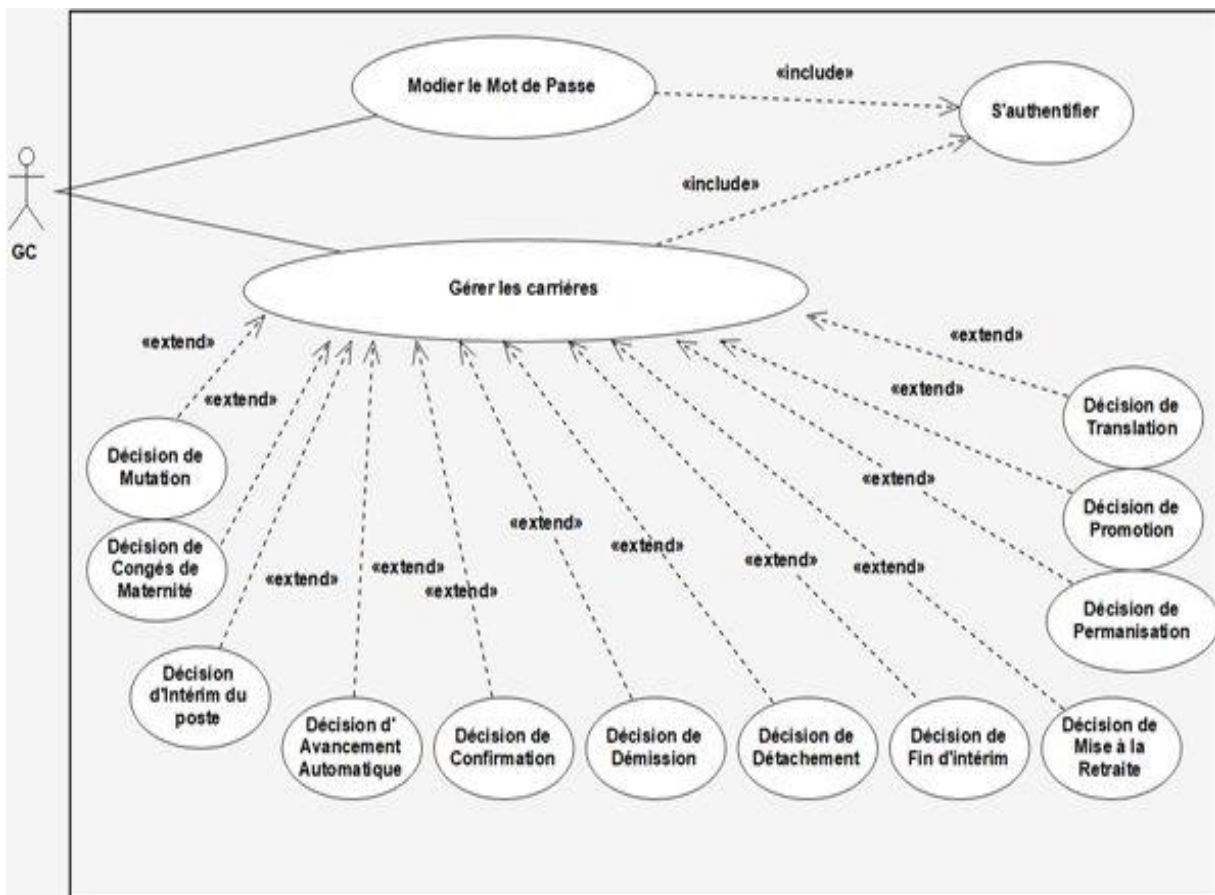 Modier le Mot de Passe
«include»
S'authentifier
«include»
GC
Gérer les carriéres
«extend»
«extend»
«extend»
Décision de
Translation
Décision de
Mutation
«extend»
«extend»
Décision de
Promotion
«extend»
«extend»
Décision de
Congés de
Maternité
«extend»
«extend»
«extend»
«extend»
«extend»
Décision de
Permanisation
Décision
d'Intérim du
poste
Décision d'
Avancement
Automatique
Décision de
Confirmation
Décision de
Démission
Décision de
Détachement
Décision de
Fin d'intérim
Décision de
Mise à la
Retraite